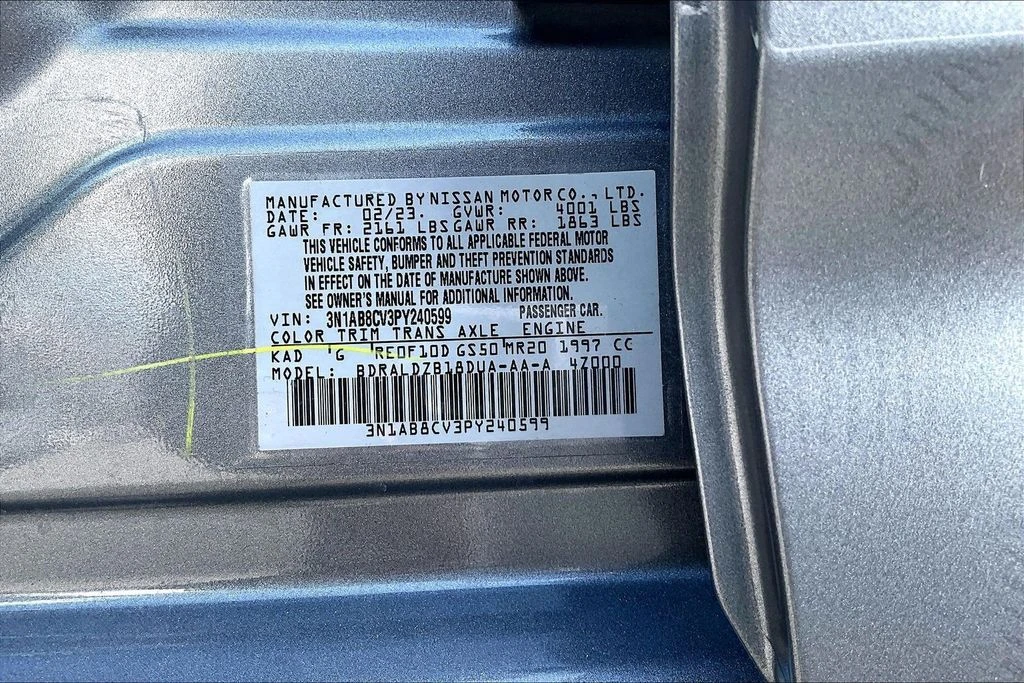 MANUFACTURED BY NISSAN MOTOR CO., LTD.
DATE: 02/23. GVWR: 4001 LBS
GAWR FR: 2161 LBS GAWR RR: 1863 LBS
THIS VEHICLE CONFORMS TO ALL APPLICABLE FEDERAL MOTOR
VEHICLE SAFETY, BUMPER AND THEFT PREVENTION STANDARDS
IN EFFECT ON THE DATE OF MANUFACTURE SHOWN ABOVE.
SEE OWNER'S MANUAL FOR ADDITIONAL INFORMATION.
VIN: 3N1AB8CV3PY240599 PASSENGER CAR.
COLOR TRIM TRANS AXLE ENGINE
KAD G RE0F10D GS50 MR20 1997 CC
MODEL: BDRALDZB18DUA-AA-A 4Z000
3N1AB8CV3PY240599